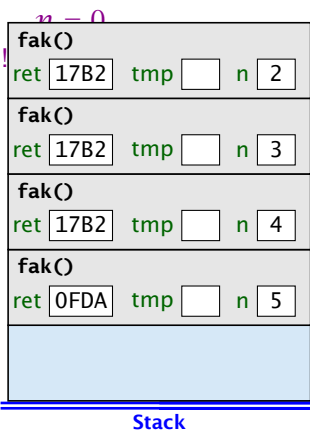 n = 0
!
fak()
ret 17B2 tmp n 2
fak()
ret 17B2 tmp n 3
fak()
ret 17B2 tmp n 4
fak()
ret 0FDA tmp n 5
Stack